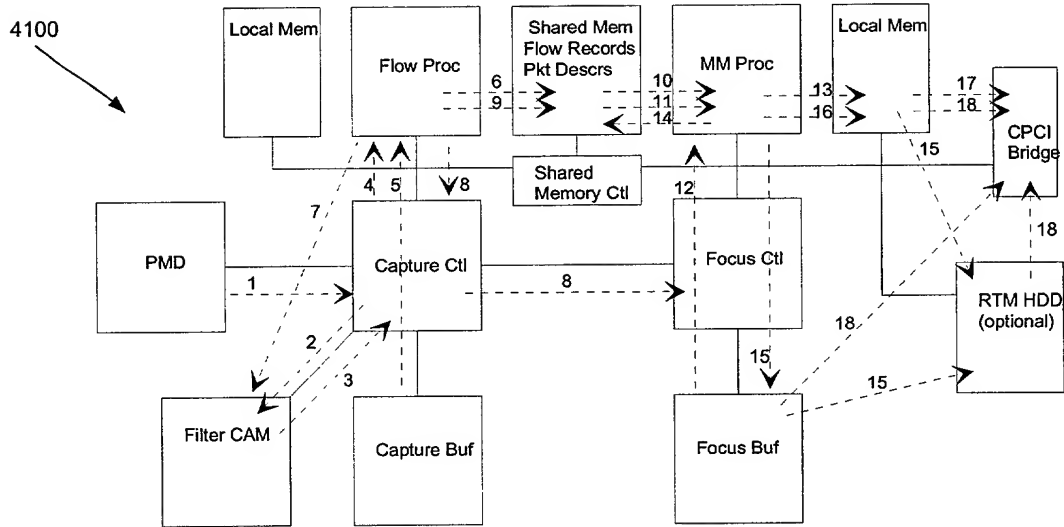 4100
Local Mem
Flow Proc
Shared Mem
Flow Records
Pkt Descrs
MM Proc
Local Mem
CPCI
Bridge
6
9
10
11
14
13
16
17
18
15
Shared
Memory Ctl
7
4
5
8
12
18
PMD
1
Capture Ctl
8
Focus Ctl
RTM HDD
(optional)
2
3
15
18
15
Filter CAM
Capture Buf
Focus Buf